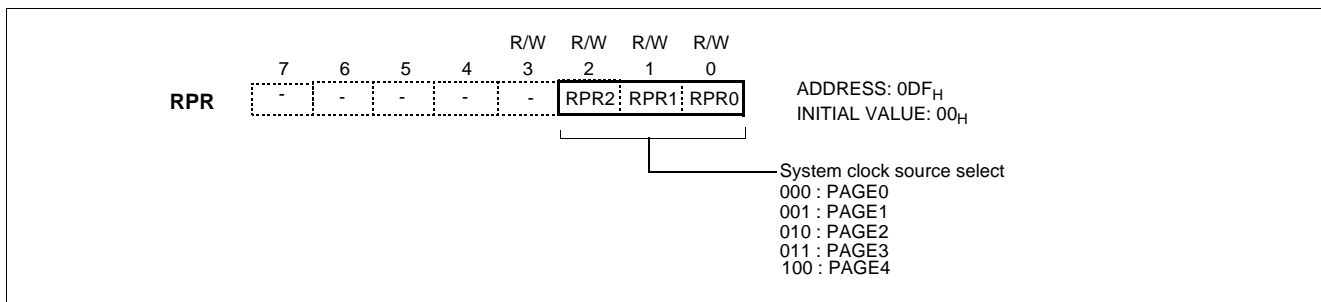 R/W R/W R/W R/W
7 6 5 4 3 2 1 0
RPR - - - - - RPR2 RPR1 RPR0
ADDRESS: 0DFH
INITIAL VALUE: 00H
System clock source select
000 : PAGE0
001 : PAGE1
010 : PAGE2
011 : PAGE3
100 : PAGE4